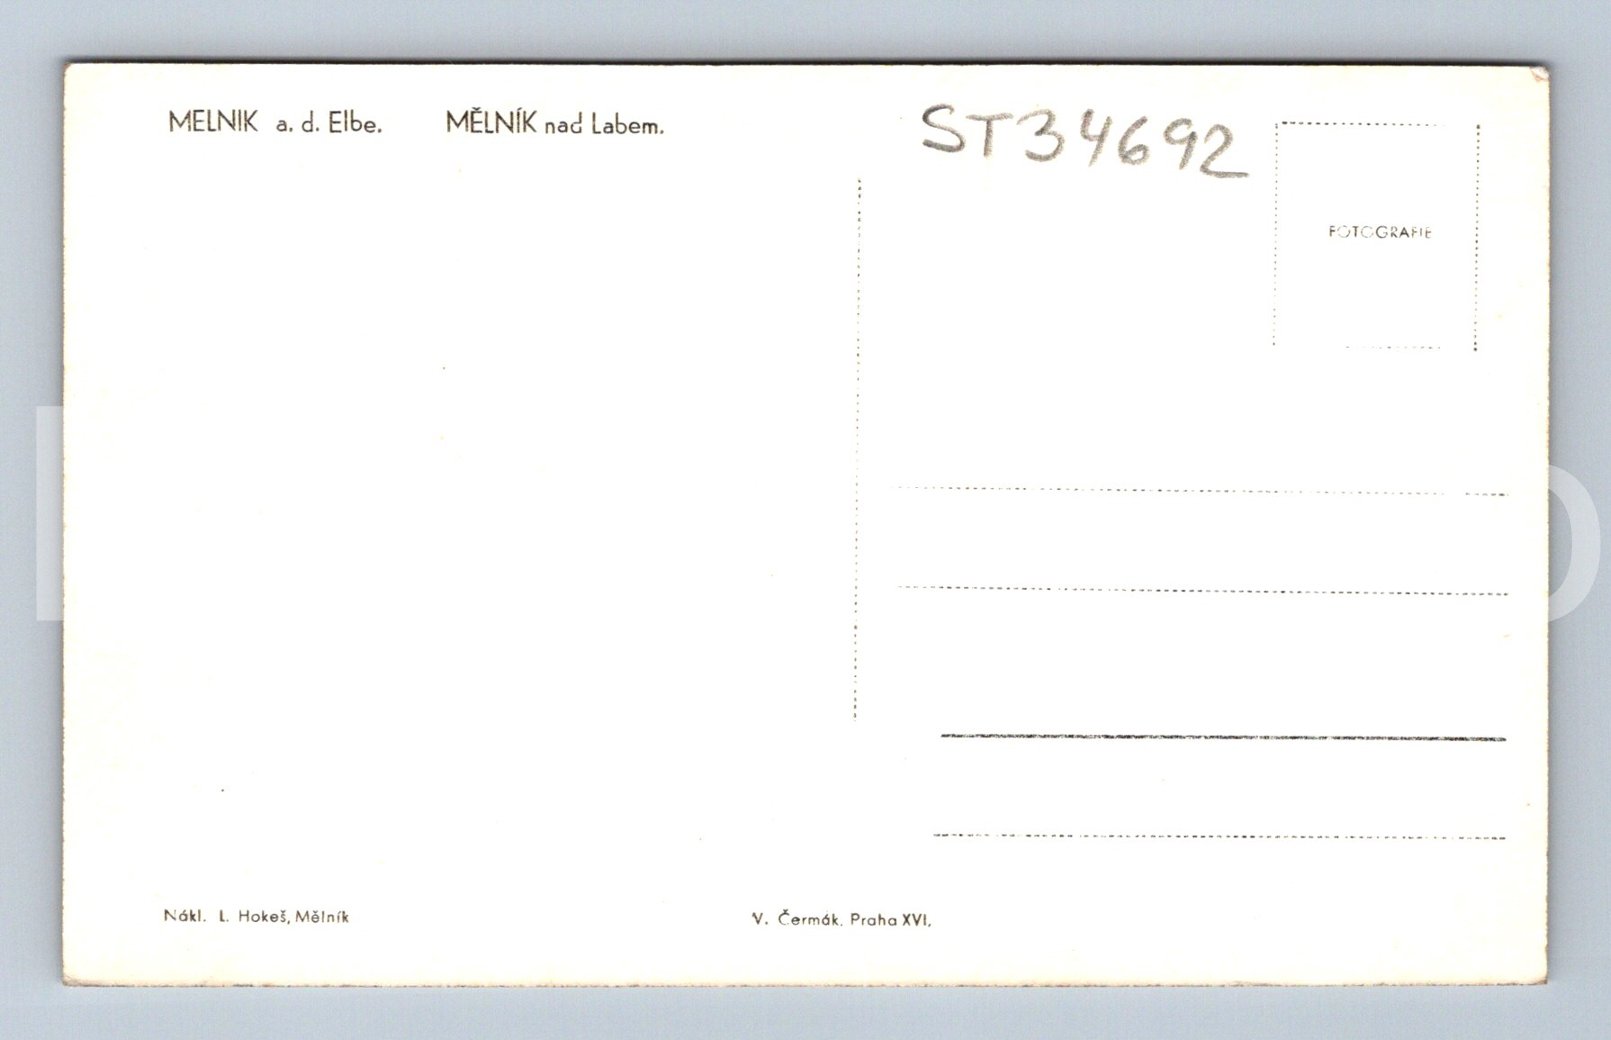 MELNIK a. d. Elbe. MĚLNÍK nad Labem.
ST34692
FOTOGRAFIE
Nákl. L. Hokeš, Mělník
V. Čermák, Praha XVI.